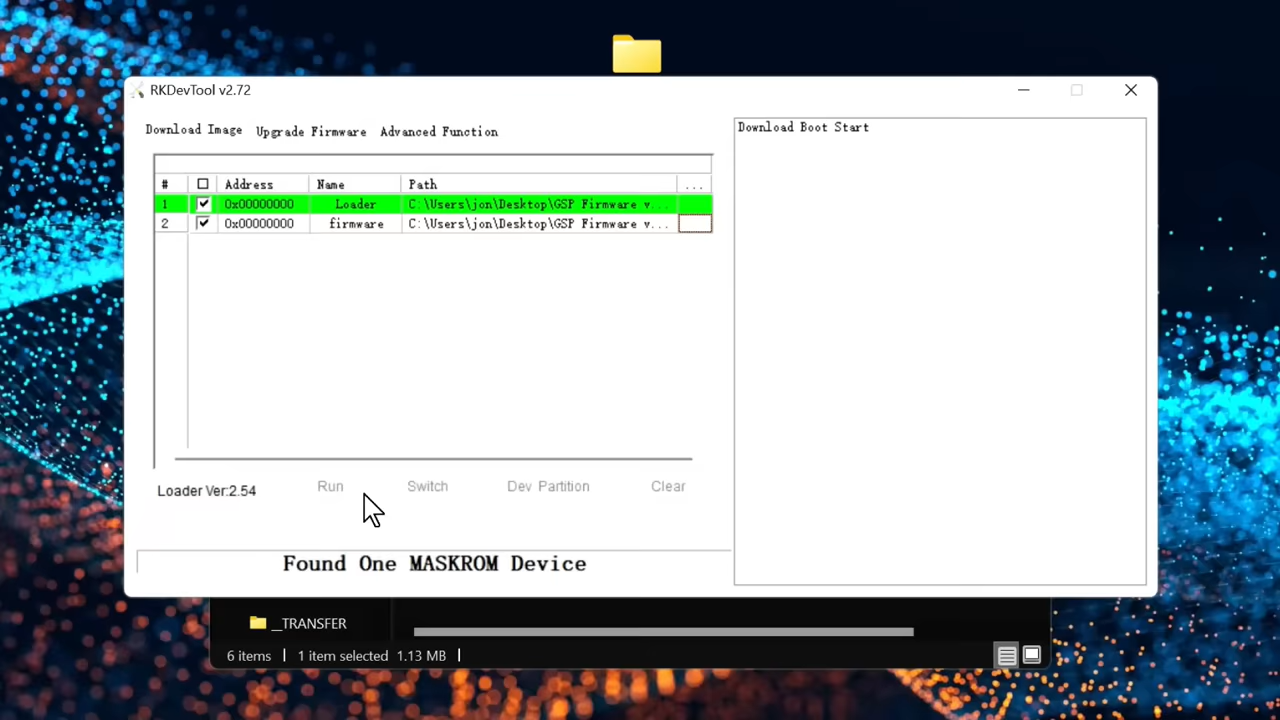 RKDevTool v2.72
Download Image Upgrade Firmware Advanced Function
# Address Name Path ...
1 0x00000000 Loader C:\Users\jon\Desktop\GSP Firmware v...
2 0x00000000 firmware C:\Users\jon\Desktop\GSP Firmware v...
Loader Ver:2.54 Run Switch Dev Partition Clear
Found One MASKROM Device
Download Boot Start
__TRANSFER
6 items 1 item selected 1.13 MB